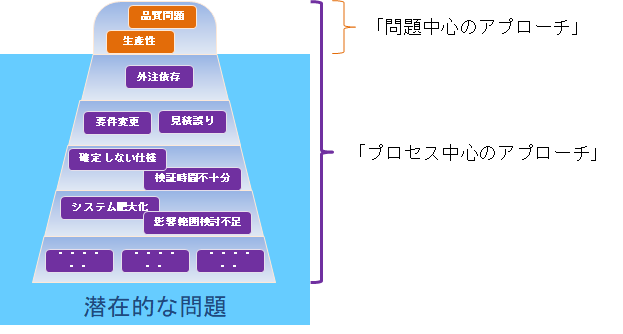 品質問題
生産性
「問題中心のアプローチ」
外注依存
要件変更
見積誤り
確定しない仕様
検証時間不十分
「プロセス中心のアプローチ」
システム肥大化
影響範囲検討不足
・・・・
・・
・・・・
・・
・・・・
・・
潜在的な問題